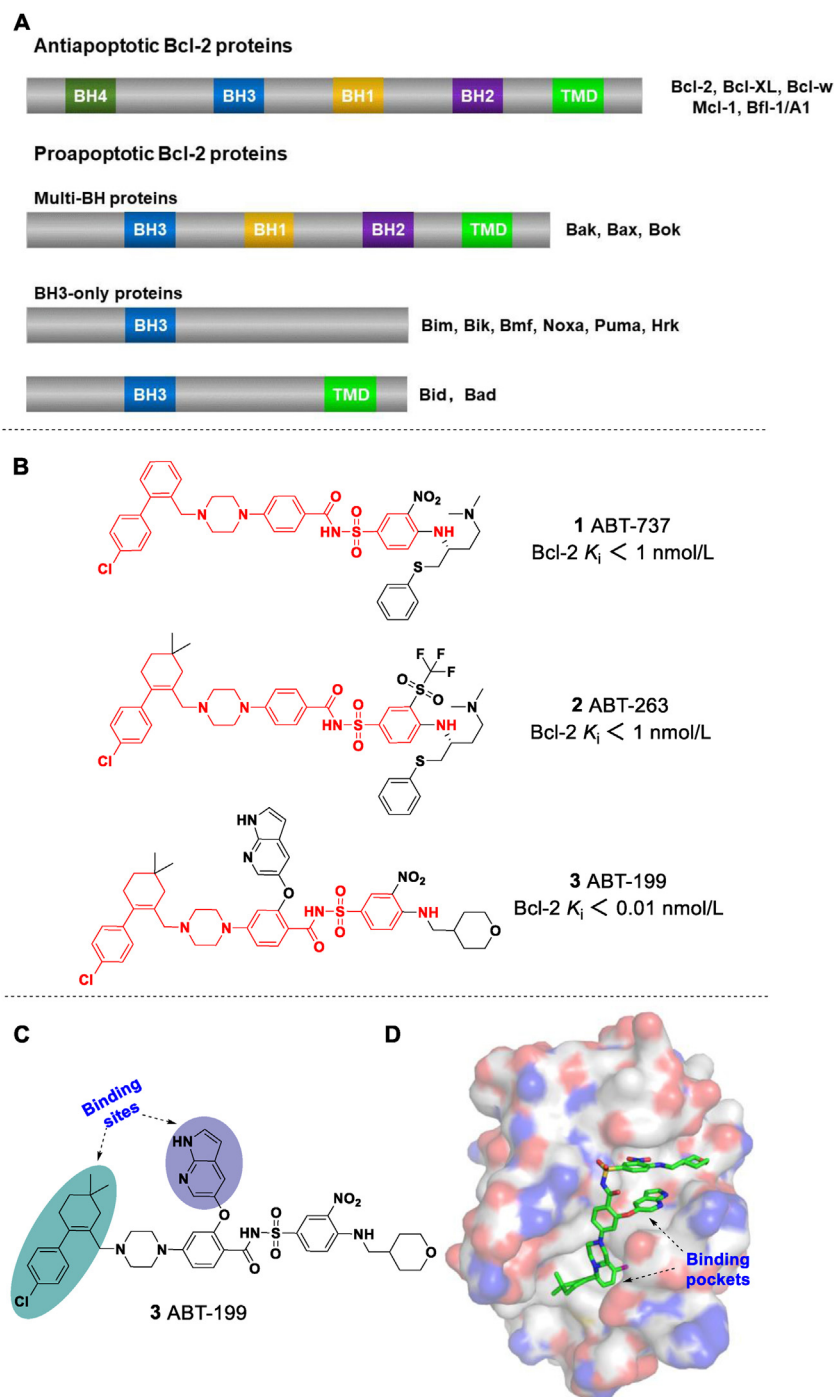 A
Antiapoptotic Bcl-2 proteins
BH4 BH3 BH1 BH2 TMD
Bcl-2, Bcl-XL, Bcl-w
Mcl-1, Bfl-1/A1
Proapoptotic Bcl-2 proteins
Multi-BH proteins
BH3 BH1 BH2 TMD
Bak, Bax, Bok
BH3-only proteins
BH3
Bim, Bik, Bmf, Noxa, Puma, Hrk
BH3 TMD
Bid, Bad
B
Cl
N
N
O
HN
S
O
O
NO2
NH
N
S
1 ABT-737
Bcl-2 Ki < 1 nmol/L
Cl
N
N
O
HN
S
O
O
F
F
F
O
S
O
NH
N
S
2 ABT-263
Bcl-2 Ki < 1 nmol/L
HN
N
O
Cl
N
N
O
HN
S
O
O
NO2
NH
O
3 ABT-199
Bcl-2 Ki < 0.01 nmol/L
C
Binding
sites
HN
N
O
Cl
N
N
O
HN
S
O
O
NO2
NH
O
3 ABT-199
D
Binding
pockets